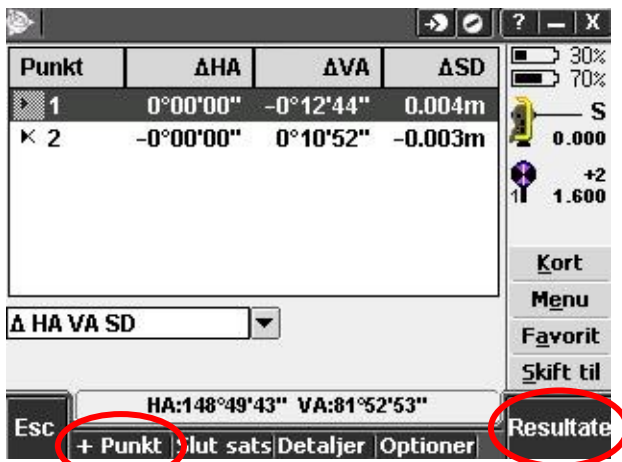 ? – X
Punkt ΔHA ΔVA ΔSD
1 0°00'00" -0°12'44" 0.004m
2 -0°00'00" 0°10'52" -0.003m
30%
70%
S
0.000
+2
1 1.600
Δ HA VA SD
Kort
Menu
Favorit
Skift til
HA:148°49'43" VA:81°52'53"
Esc
+ Punkt
Slut sats
Detaljer
Optioner
Resultate